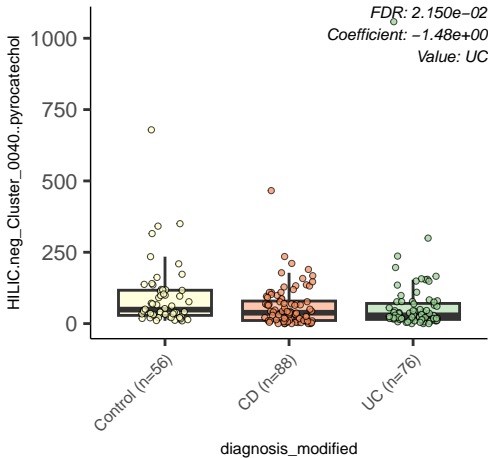 FDR: 2.150e−02
Coefficient: −1.48e+00
Value: UC
HILIC.neg_Cluster_0040..pyrocatechol
1000
750
500
250
0
Control (n=56)
CD (n=88)
UC (n=76)
diagnosis_modified